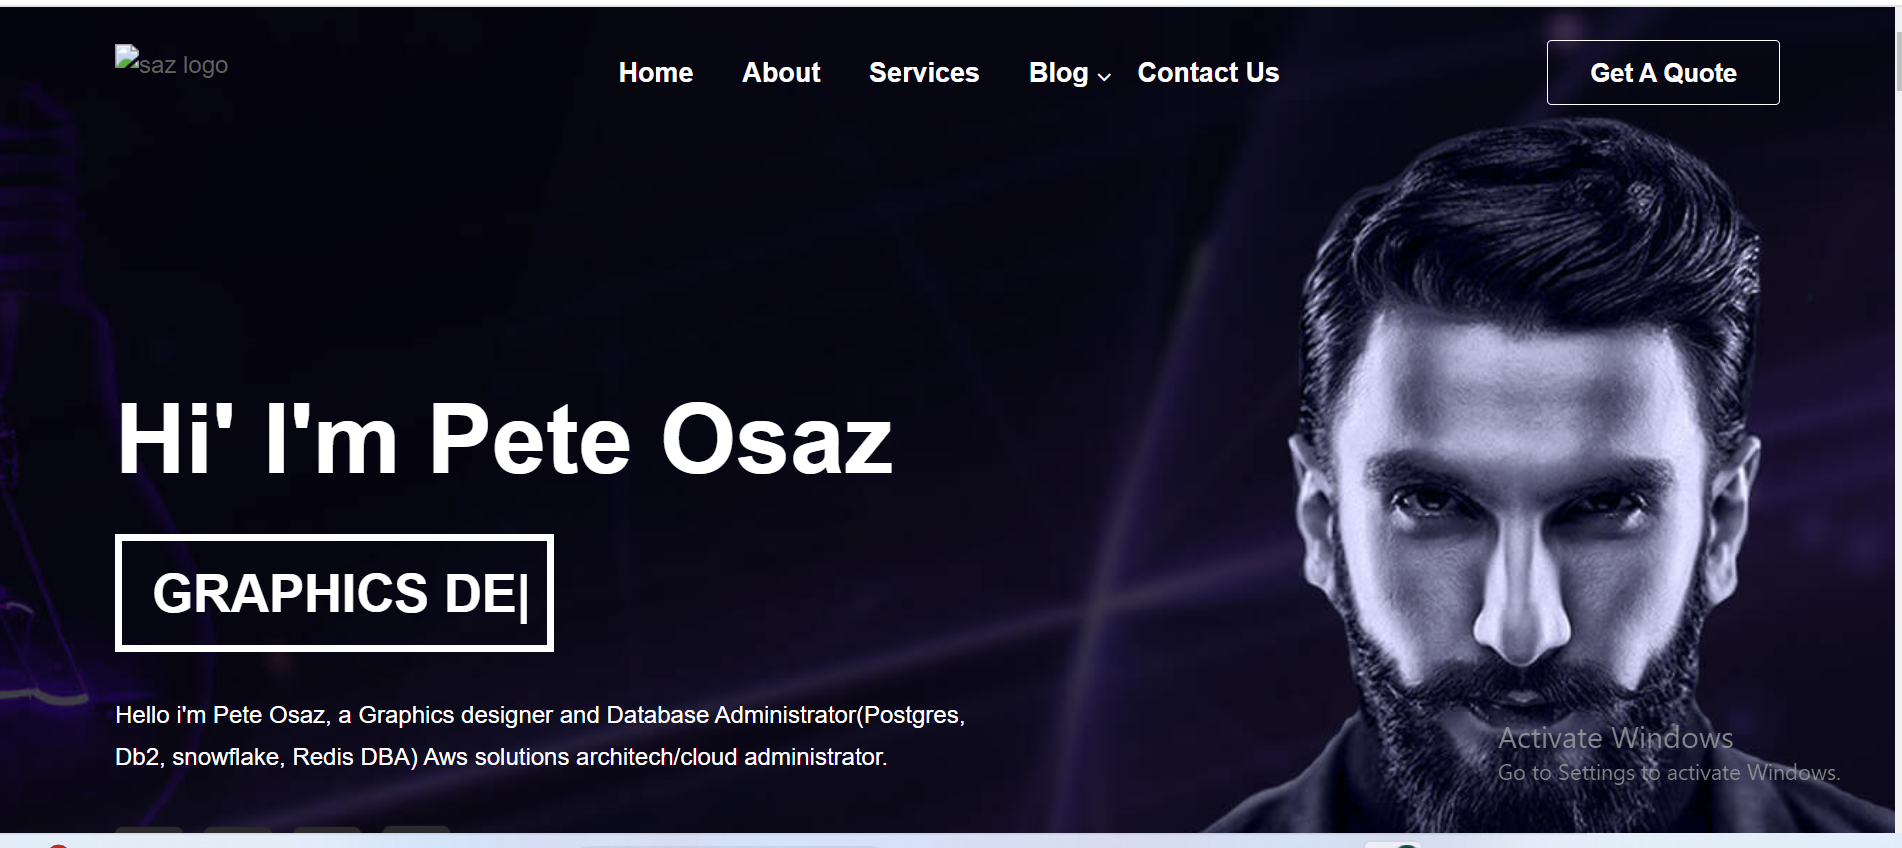 saz logo
Home About Services Blog Contact Us
Get A Quote
Hi' I'm Pete Osaz
GRAPHICS DE|
Hello i'm Pete Osaz, a Graphics designer and Database Administrator(Postgres,
Db2, snowflake, Redis DBA) Aws solutions architech/cloud administrator.
Activate Windows
Go to Settings to activate Windows.